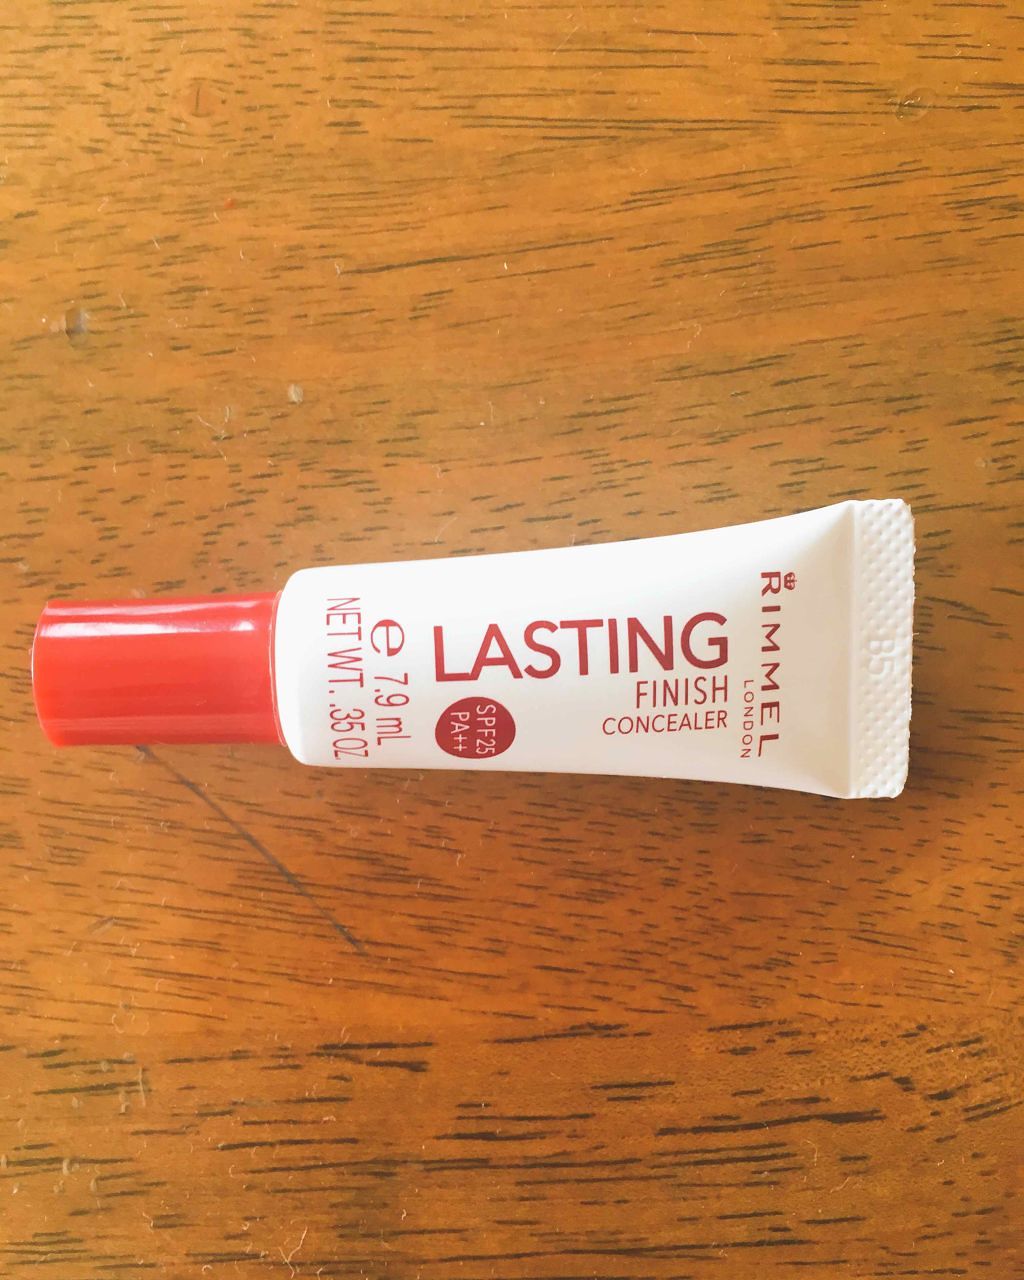 RIMMEL
LONDON
LASTING
FINISH
CONCEALER
SPF25
PA++
e 7.9 mL
NET WT. .35 OZ.
B5